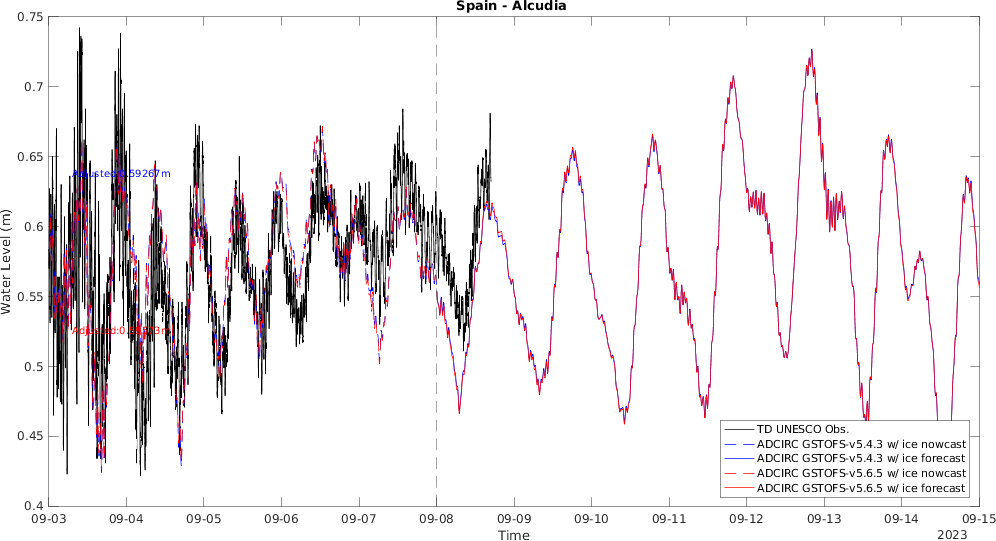 Spain - Alcudia
0.75
0.7
0.65
0.6
0.55
0.5
0.45
0.4
Water Level (m)
Adjusted:0.59267m
09-03
09-04
09-05
09-06
09-07
09-08
09-09
09-10
09-11
09-12
09-13
09-14
09-15
Time
2023
TD UNESCO Obs.
ADCIRC GSTOFS-v5.4.3 w/ ice nowcast
ADCIRC GSTOFS-v5.4.3 w/ ice forecast
ADCIRC GSTOFS-v5.6.5 w/ ice nowcast
ADCIRC GSTOFS-v5.6.5 w/ ice forecast